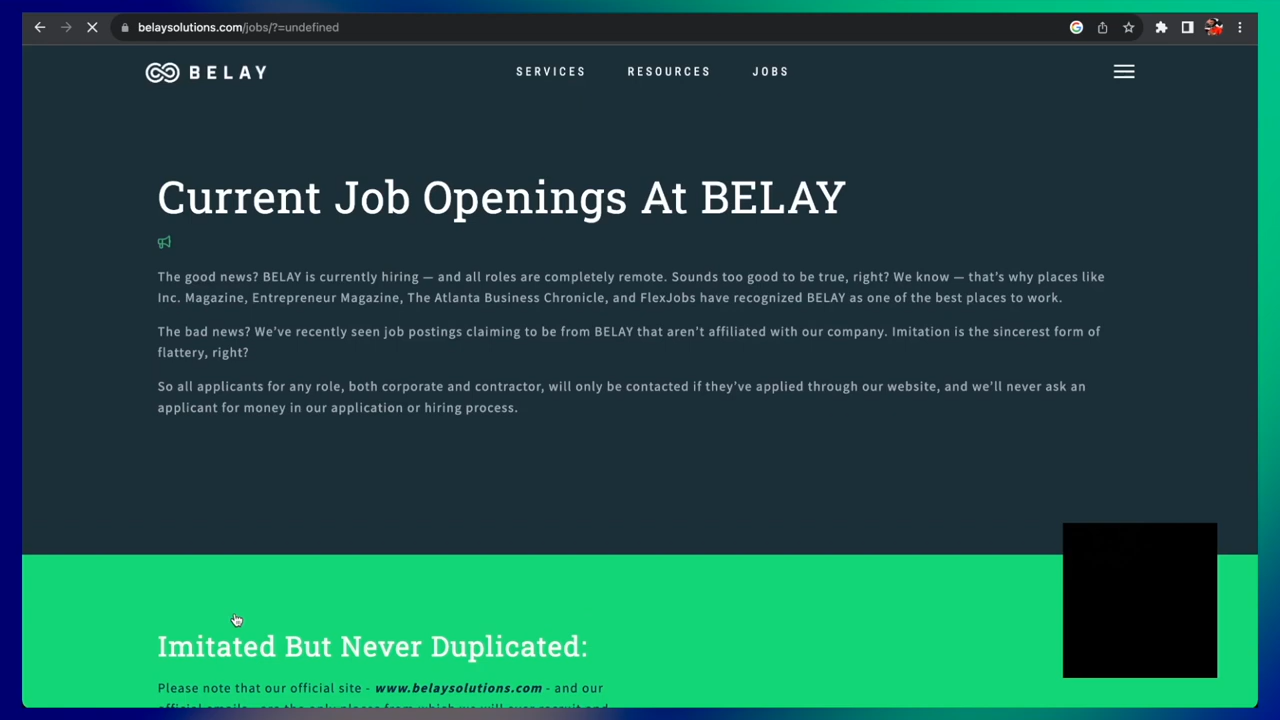 belaysolutions.com/jobs/?=undefined
BELAY
SERVICES
RESOURCES
JOBS
Current Job Openings At BELAY
The good news? BELAY is currently hiring — and all roles are completely remote. Sounds too good to be true, right? We know — that's why places like
Inc. Magazine, Entrepreneur Magazine, The Atlanta Business Chronicle, and FlexJobs have recognized BELAY as one of the best places to work.
The bad news? We've recently seen job postings claiming to be from BELAY that aren't affiliated with our company. Imitation is the sincerest form of
flattery, right?
So all applicants for any role, both corporate and contractor, will only be contacted if they've applied through our website, and we'll never ask an
applicant for money in our application or hiring process.
Imitated But Never Duplicated:
Please note that our official site - www.belaysolutions.com - and our